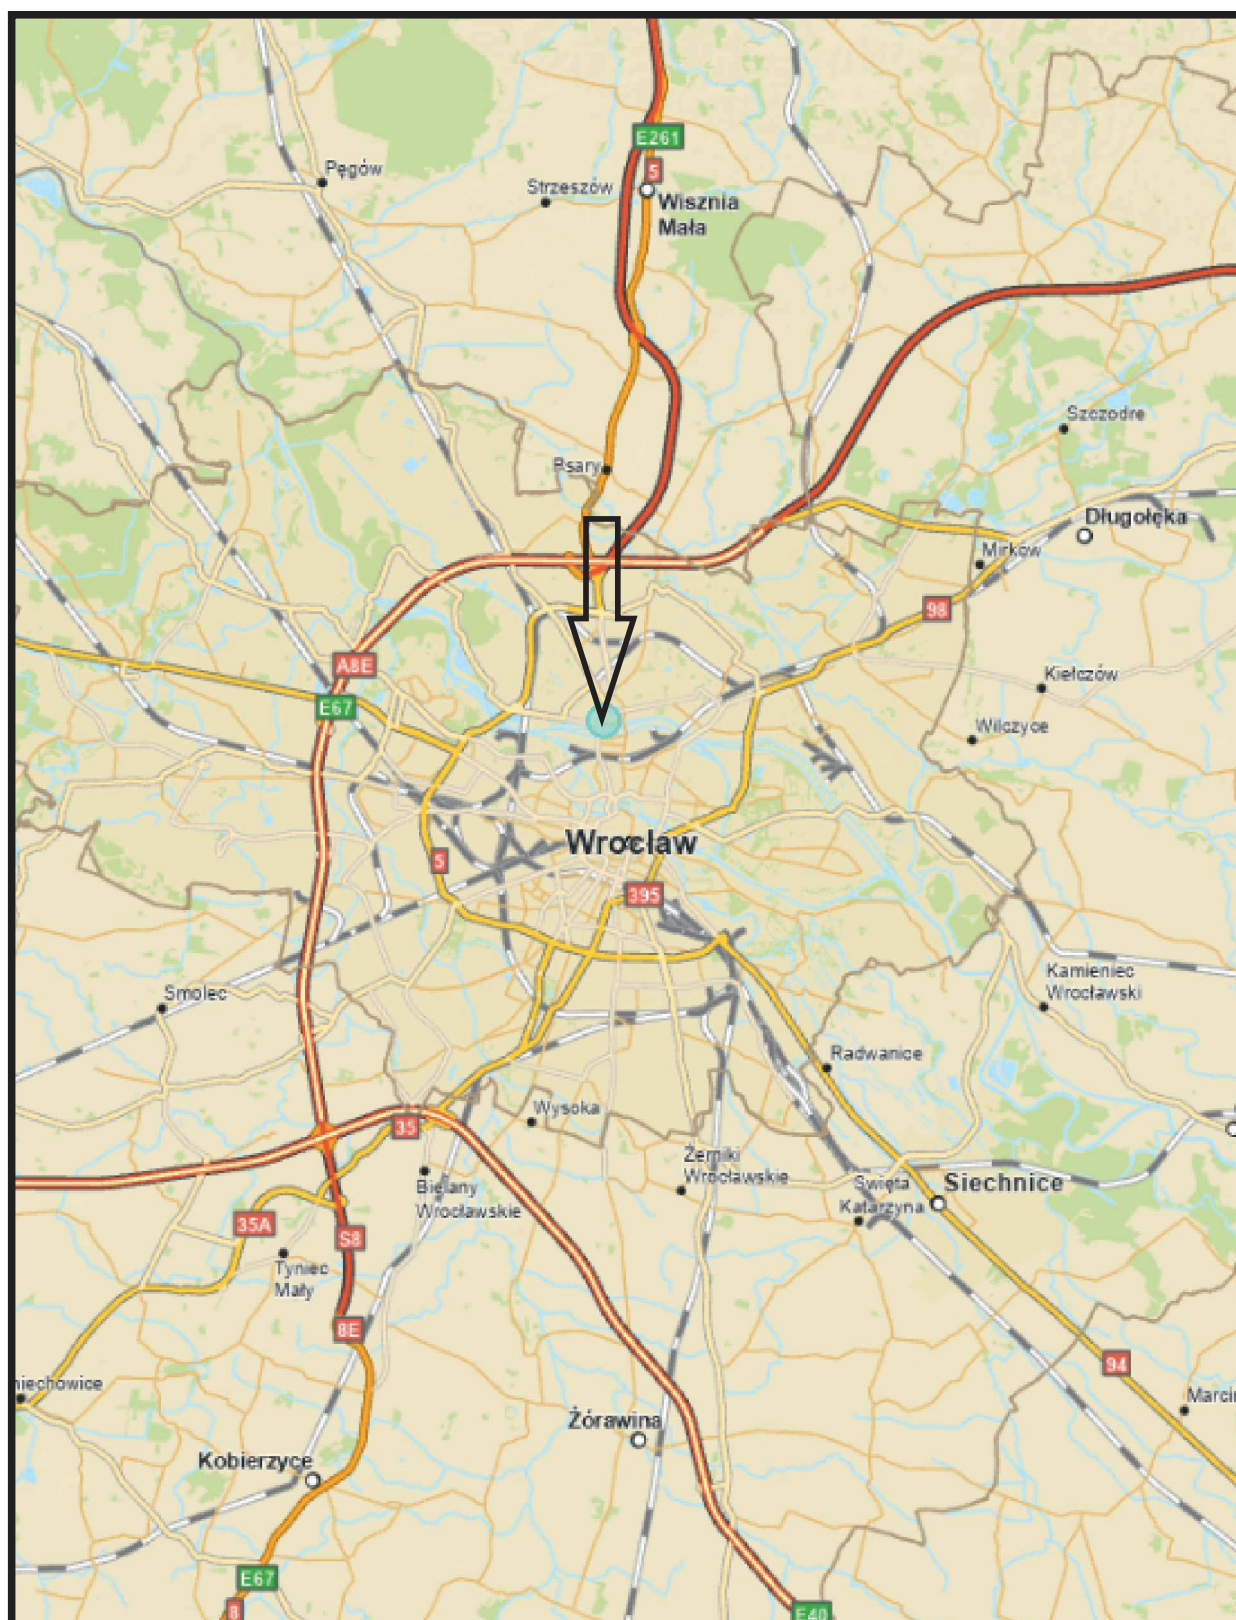 E261
Pęgów
5
Strzeszów
Wisznia
Mała
Szczodre
Psary
Długołęka
Mirków
98
A8E
Kiełczów
E67
Wilczyce
Wrocław
5
395
Kamieniec
Wrocławski
Smolec
Radwanice
Wysoka
35
Żerniki
Wrocławskie
Bielany
Wrocławskie
Święta
Katarzyna
Siechnice
35A
S8
Tyniec
Mały
8E
94
niechowice
Marcin
Żórawina
Kobierzyce
E67
8
E40